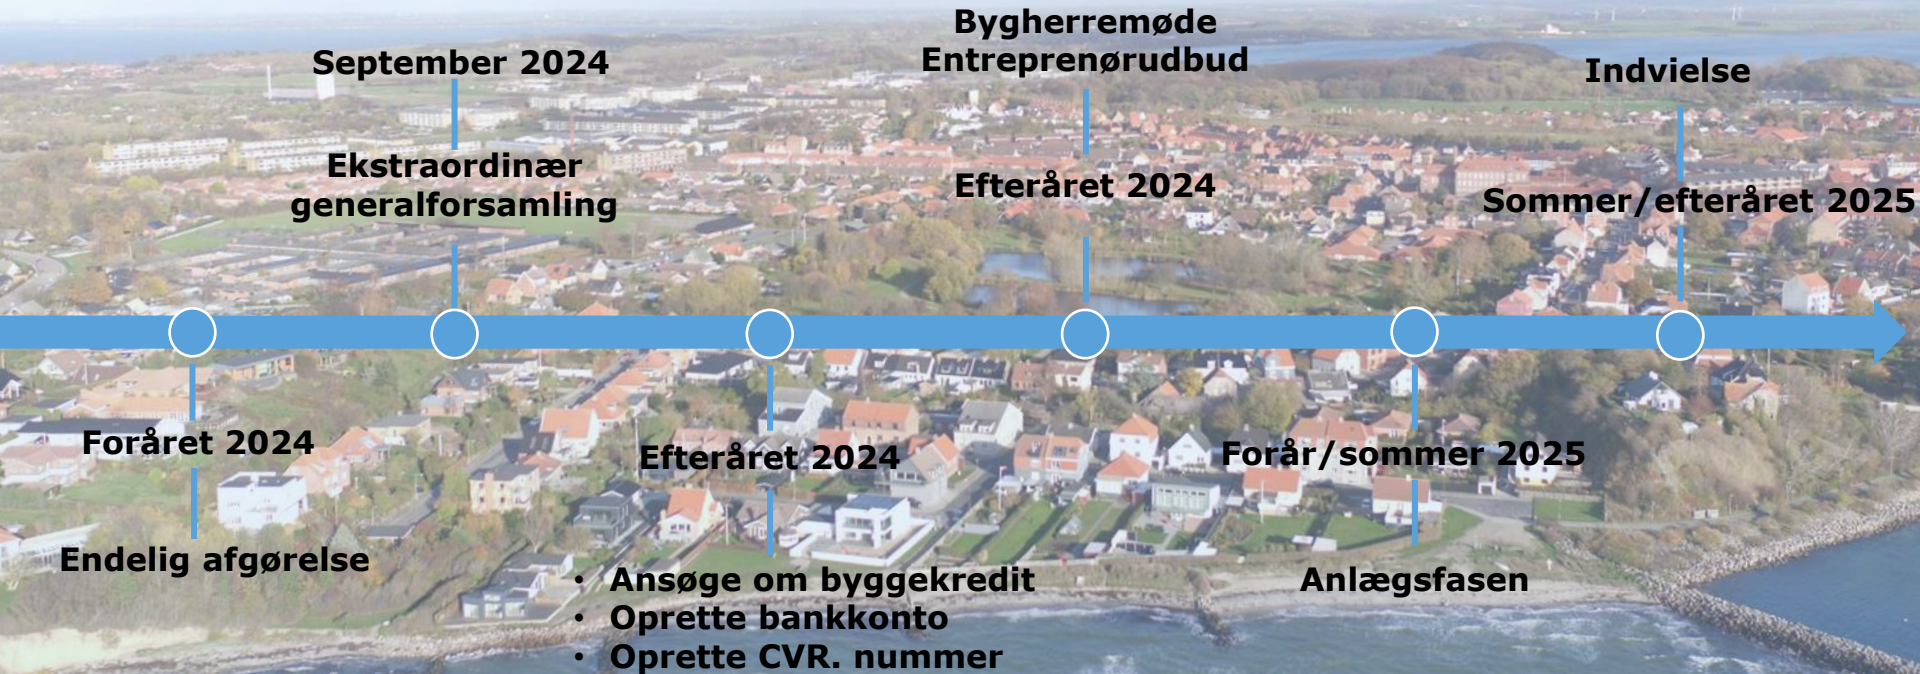 September 2024
Ekstraordinær
generalforsamling
Bygherremøde
Entreprenørudbud
Efteråret 2024
Indvielse
Sommer/efteråret 2025
Foråret 2024
Endelig afgørelse
Efteråret 2024
• Ansøge om byggekredit
• Oprette bankkonto
• Oprette CVR. nummer
Forår/sommer 2025
Anlægsfasen